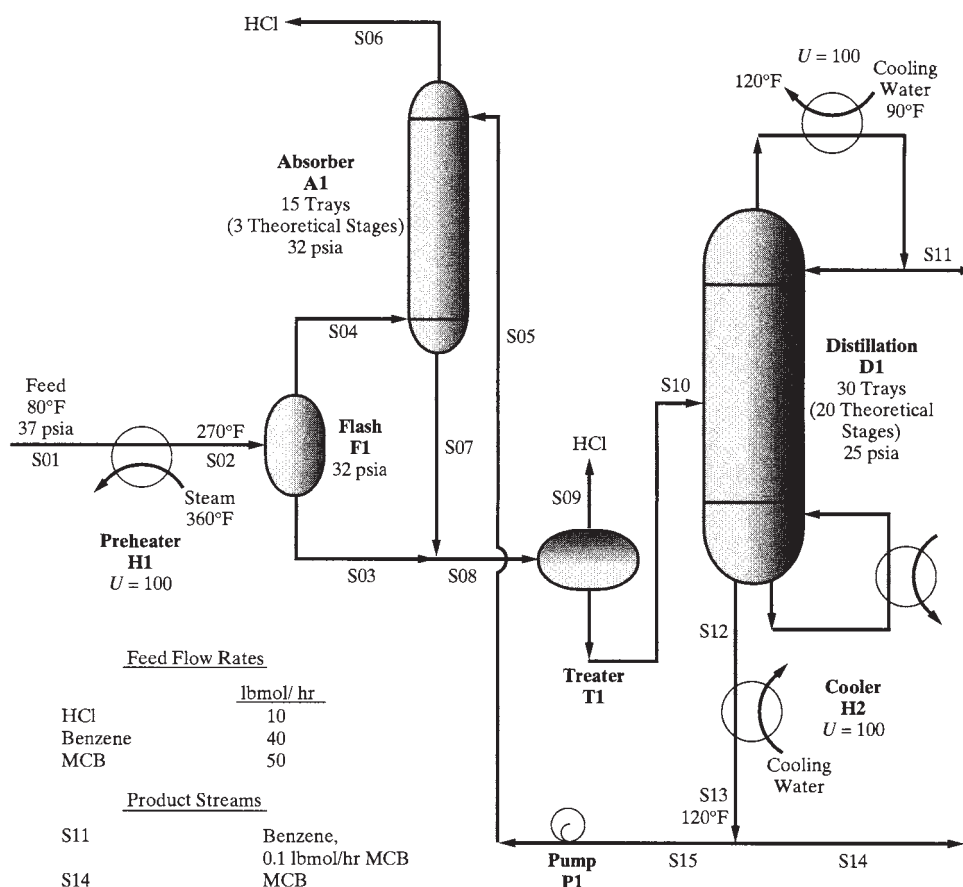 HCl
S06
Absorber
A1
15 Trays
(3 Theoretical Stages)
32 psia
S04
S05
Feed
80°F
37 psia
S01
270°F
S02
Steam
360°F
Preheater
H1
U = 100
Flash
F1
32 psia
S07
S03
S08
HCl
S09
Treater
T1
S10
120°F
U = 100
Cooling
Water
90°F
S11
Distillation
D1
30 Trays
(20 Theoretical
Stages)
25 psia
S12
Cooler
H2
U = 100
Cooling
Water
S13
120°F
Pump
P1
S15
S14
Feed Flow Rates
lbmol/ hr
HCl 10
Benzene 40
MCB 50
Product Streams
S11 Benzene,
0.1 lbmol/hr MCB
S14 MCB